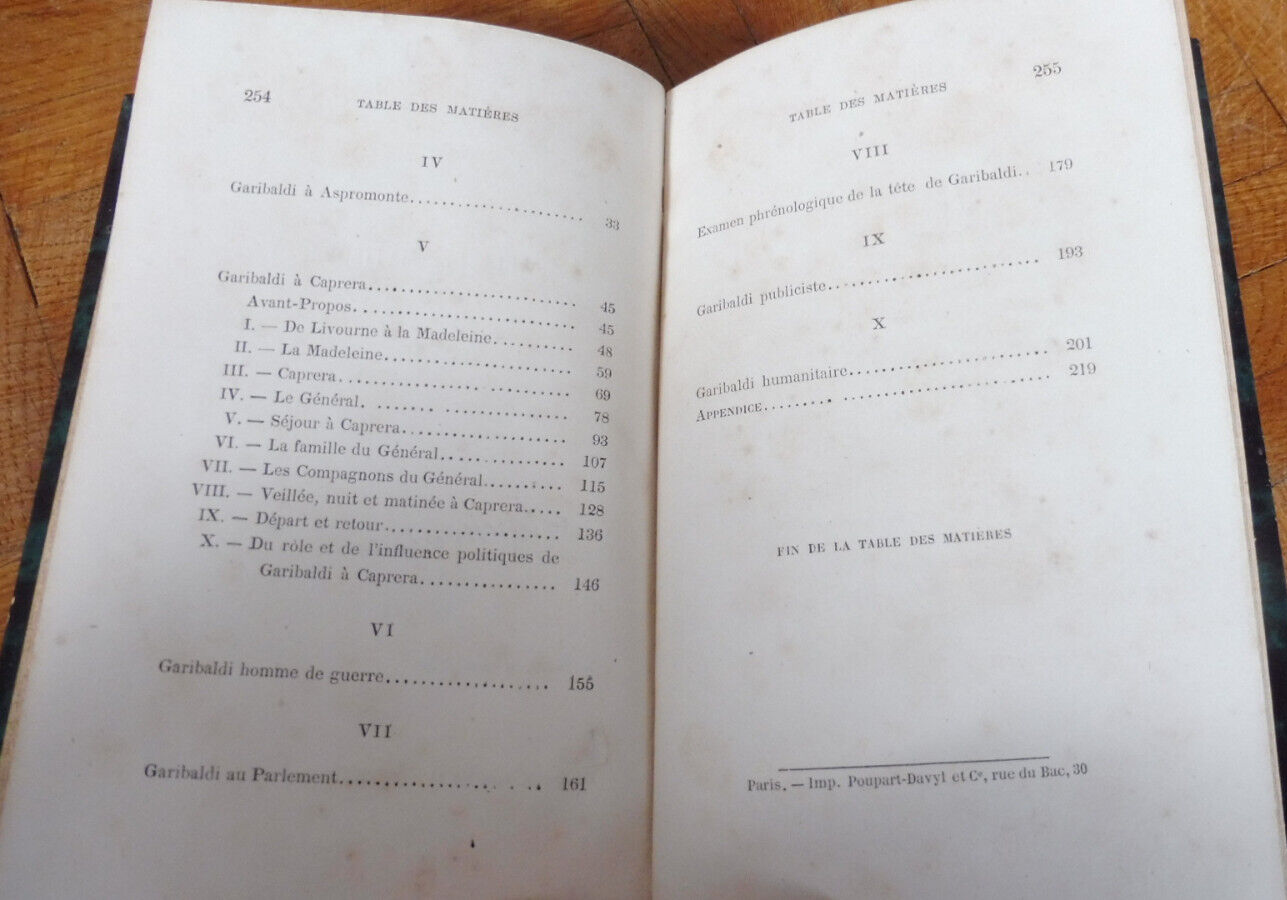 254
TABLE DES MATIÈRES
IV
Garibaldi à Aspromonte..................... 33
V
Garibaldi à Caprera......................... 45
Avant-Propos........................... 45
I. — De Livourne à la Madeleine.......... 48
II. — La Madeleine..................... 59
III. — Caprera.......................... 69
IV. — Le Général. ..................... 78
V. — Séjour à Caprera................... 93
VI. — La famille du Général.............. 107
VII. — Les Compagnons du Général......... 115
VIII. — Veillée, nuit et matinée à Caprera..... 128
IX. — Départ et retour................... 136
X. — Du rôle et de l'influence politiques de
Garibaldi à Caprera............... 146
VI
Garibaldi homme de guerre................... 155
VII
Garibaldi au Parlement...................... 161
255
TABLE DES MATIÈRES
VIII
Examen phrénologique de la tête de Garibaldi.. 179
IX
Garibaldi publiciste........................ 193
X
Garibaldi humanitaire....................... 201
APPENDICE.............................. 219
FIN DE LA TABLE DES MATIÈRES
Paris. — Imp. Poupart-Davyl et Cᵉ, rue du Bac, 30